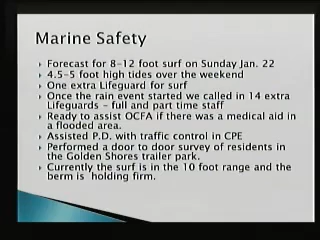 Marine Safety
Forecast for 8-12 foot surf on Sunday Jan. 22
4.5-5 foot high tides over the weekend
One extra Lifeguard for surf
Once the rain event started we called in 14 extra
Lifeguards - full and part time staff
Ready to assist OCFA if there was a medical aid in
a flooded area.
Assisted P.D. with traffic control in CPE
Performed a door to door survey of residents in
the Golden Shores trailer park.
Currently the surf is in the 10 foot range and the
berm is holding firm.